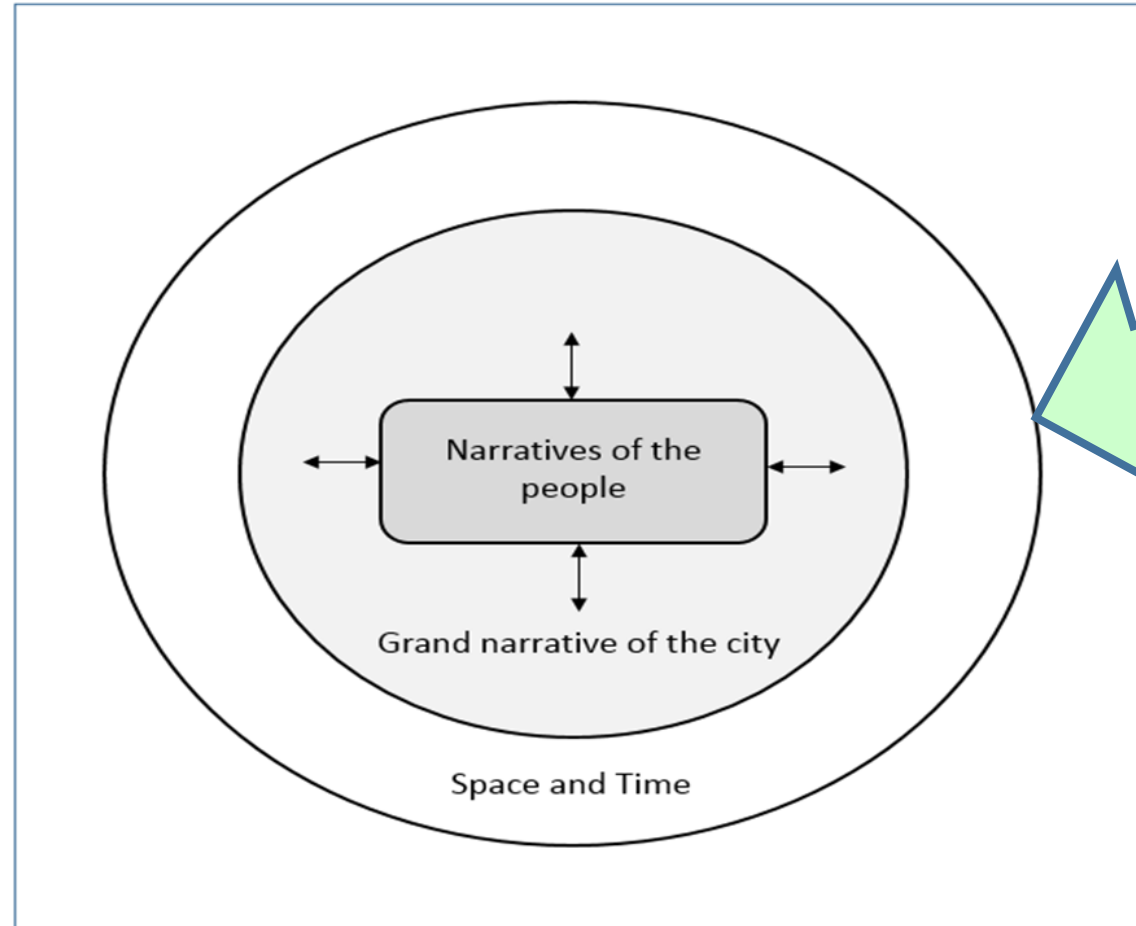 Narratives of the
people
Grand narrative of the city
Space and Time